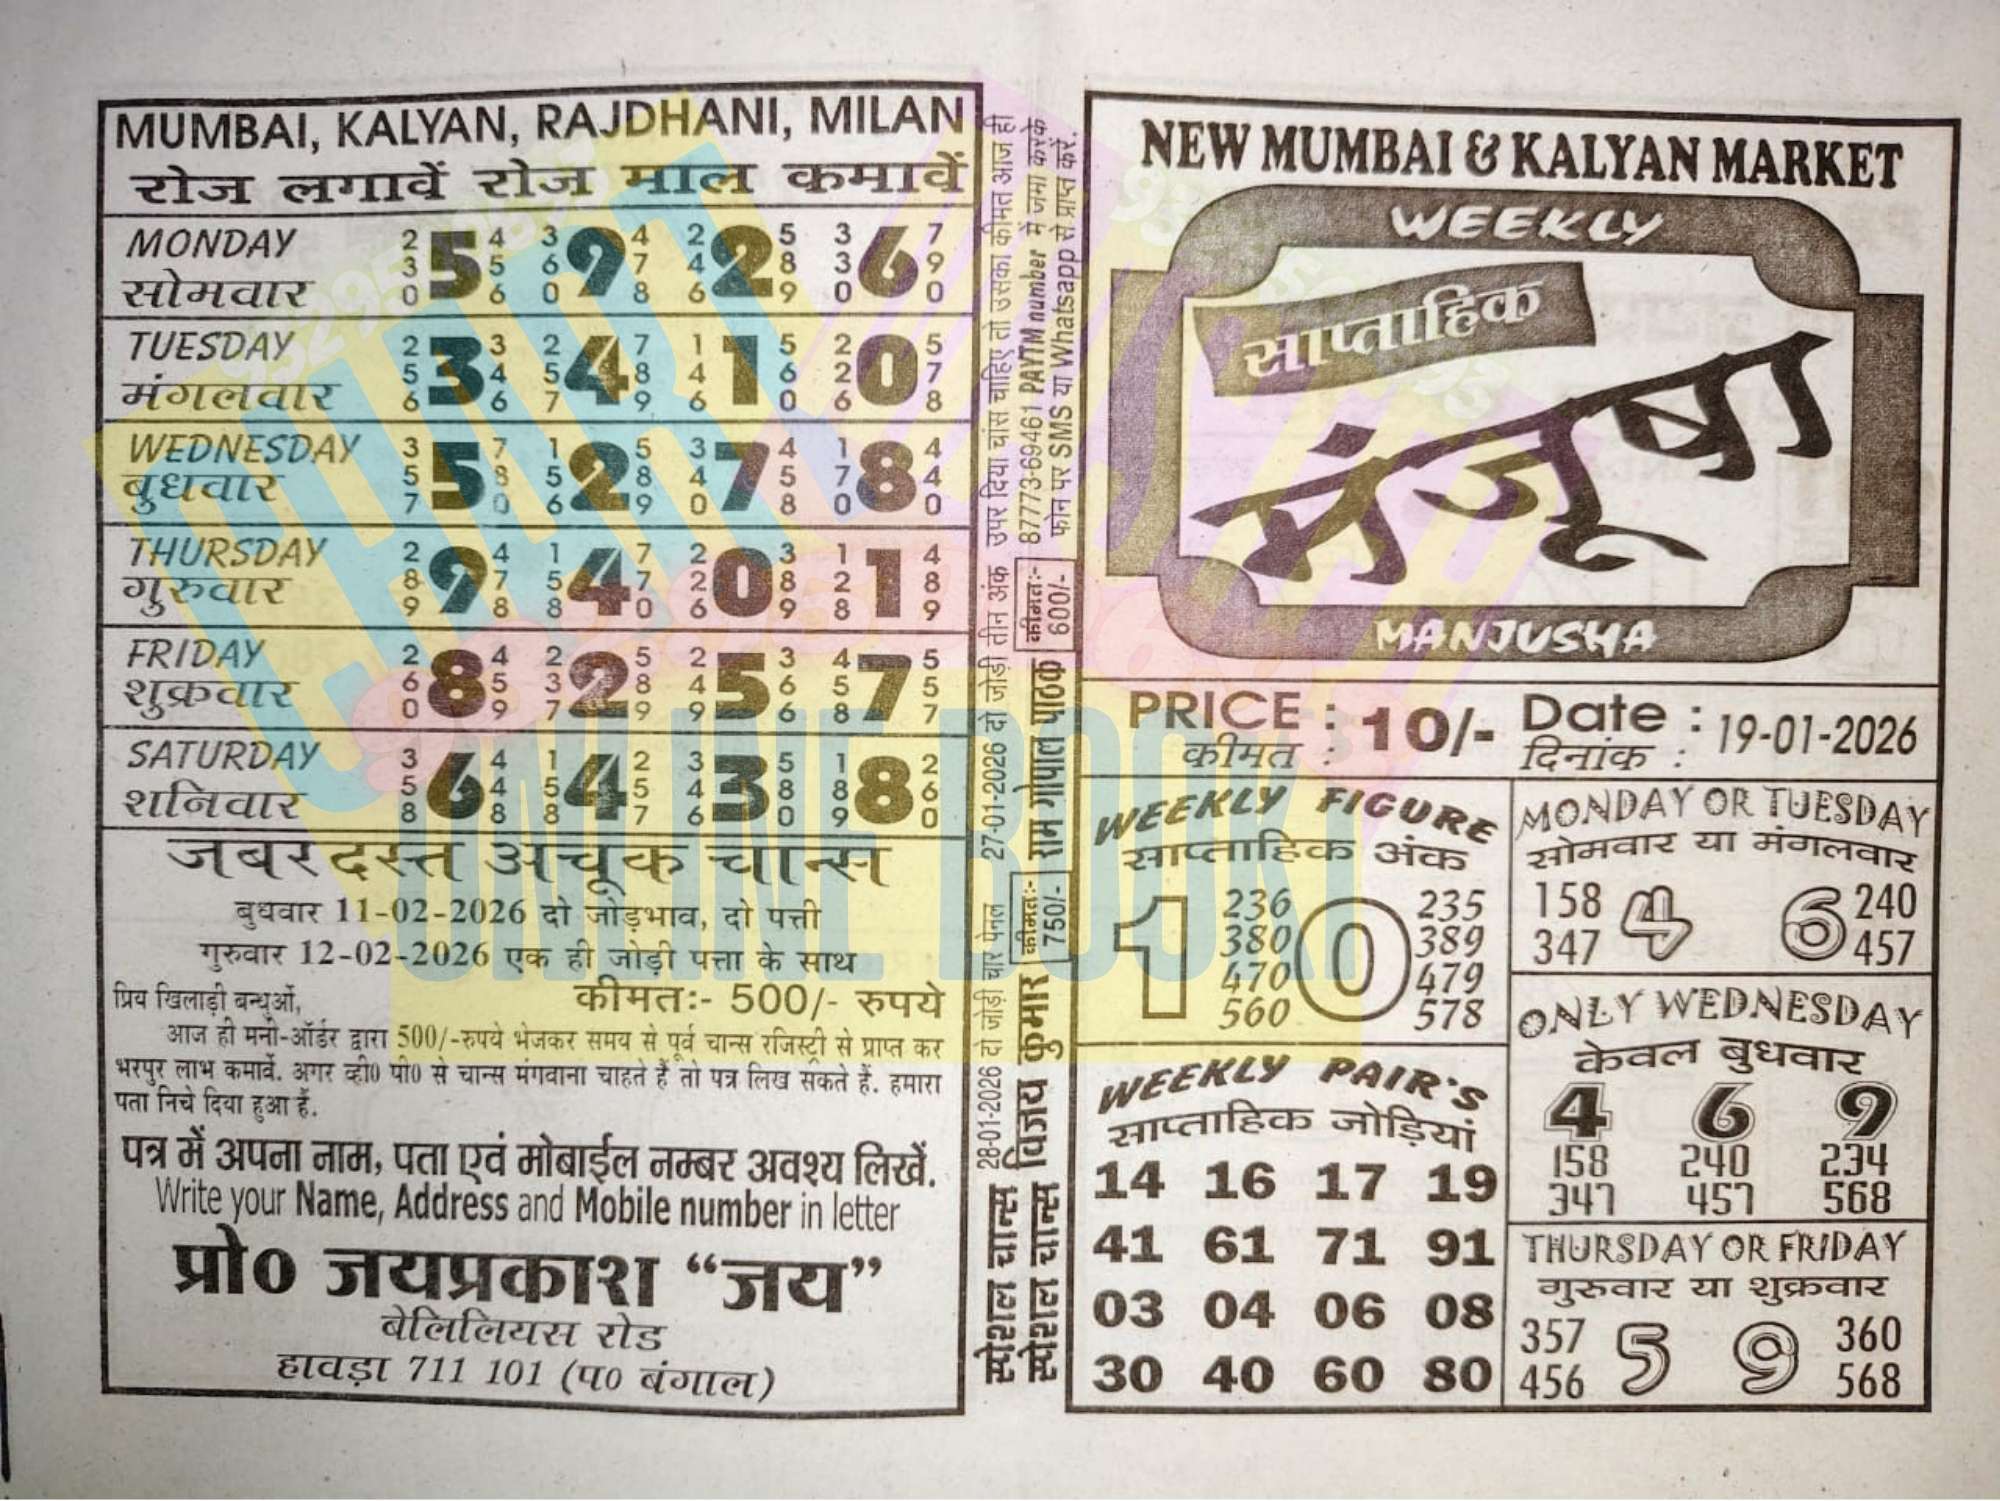 MUMBAI, KALYAN, RAJDHANI, MILAN
रोज लगावें रोज माल कमावें
MONDAY
सोमवार
2 3 0 5 4 5 6 3 6 0 9 4 7 8 2 4 6 2 5 8 9 3 3 0 6 7 9 0
TUESDAY
मंगलवार
2 5 6 3 3 4 6 2 5 7 4 7 8 9 1 4 6 1 5 6 0 2 2 6 0 5 7 8
WEDNESDAY
बुधवार
3 5 7 5 7 8 0 1 5 6 2 5 8 9 3 4 0 7 4 5 8 1 7 0 8 4 4 0
THURSDAY
गुरुवार
2 8 9 9 4 7 8 1 5 8 4 7 7 0 2 2 6 0 3 8 9 1 2 8 1 4 8 9
FRIDAY
शुक्रवार
2 6 0 8 4 5 9 2 3 7 2 5 8 9 2 4 9 5 3 6 6 4 5 8 7 5 5 7
SATURDAY
शनिवार
3 5 8 6 4 4 8 1 5 8 4 2 5 7 3 4 6 3 5 8 0 1 8 9 8 2 6 0
जबरदस्त अचूक चान्स
बुधवार 11-02-2026 दो जोड़भाव, दो पत्ती
गुरुवार 12-02-2026 एक ही जोड़ी पत्ता के साथ
प्रिय खिलाड़ी बन्धुओं,
कीमतः- 500/- रुपये
आज ही मनी-ऑर्डर द्वारा 500/-रुपये भेजकर समय से पूर्व चान्स रजिस्ट्री से प्राप्त कर
भरपुर लाभ कमावें. अगर व्ही० पी० से चान्स मंगवाना चाहते हैं तो पत्र लिख सकते हैं. हमारा
पता निचे दिया हुआ है.
पत्र में अपना नाम, पता एवं मोबाईल नम्बर अवश्य लिखें.
Write your Name, Address and Mobile number in letter
प्रो० जयप्रकाश “जय”
बेलिलियस रोड
हावड़ा 711 101 (प० बंगाल)
स्पेशल चान्स 28-01-2026 दो जोड़ी चार पेनल 27-01-2026 दो जोड़ी तीन अंक उपर दिया चांस चाहिए तो उसका कीमत आज ही
स्पेशल चान्स विजय कुमार कीमतः- 750/- राम गोपाल पाठक कीमतः- 600/- 87773-69461 PAYTM number में जमा करके
फोन पर SMS या Whatsapp से प्राप्त करें.
NEW MUMBAI & KALYAN MARKET
WEEKLY
साप्ताहिक
मंजूषा
MANJUSHA
PRICE : 10/-
कीमत :
Date : 19-01-2026
दिनांक :
WEEKLY FIGURE
साप्ताहिक अंक
1 236 380 470 560
0 235 389 479 578
WEEKLY PAIR'S
साप्ताहिक जोड़ियां
14 16 17 19
41 61 71 91
03 04 06 08
30 40 60 80
MONDAY OR TUESDAY
सोमवार या मंगलवार
158 4 6 240
347 457
ONLY WEDNESDAY
केवल बुधवार
4 6 9
158 240 234
347 457 568
THURSDAY OR FRIDAY
गुरुवार या शुक्रवार
357 5 9 360
456 568
ONLINE BOOK